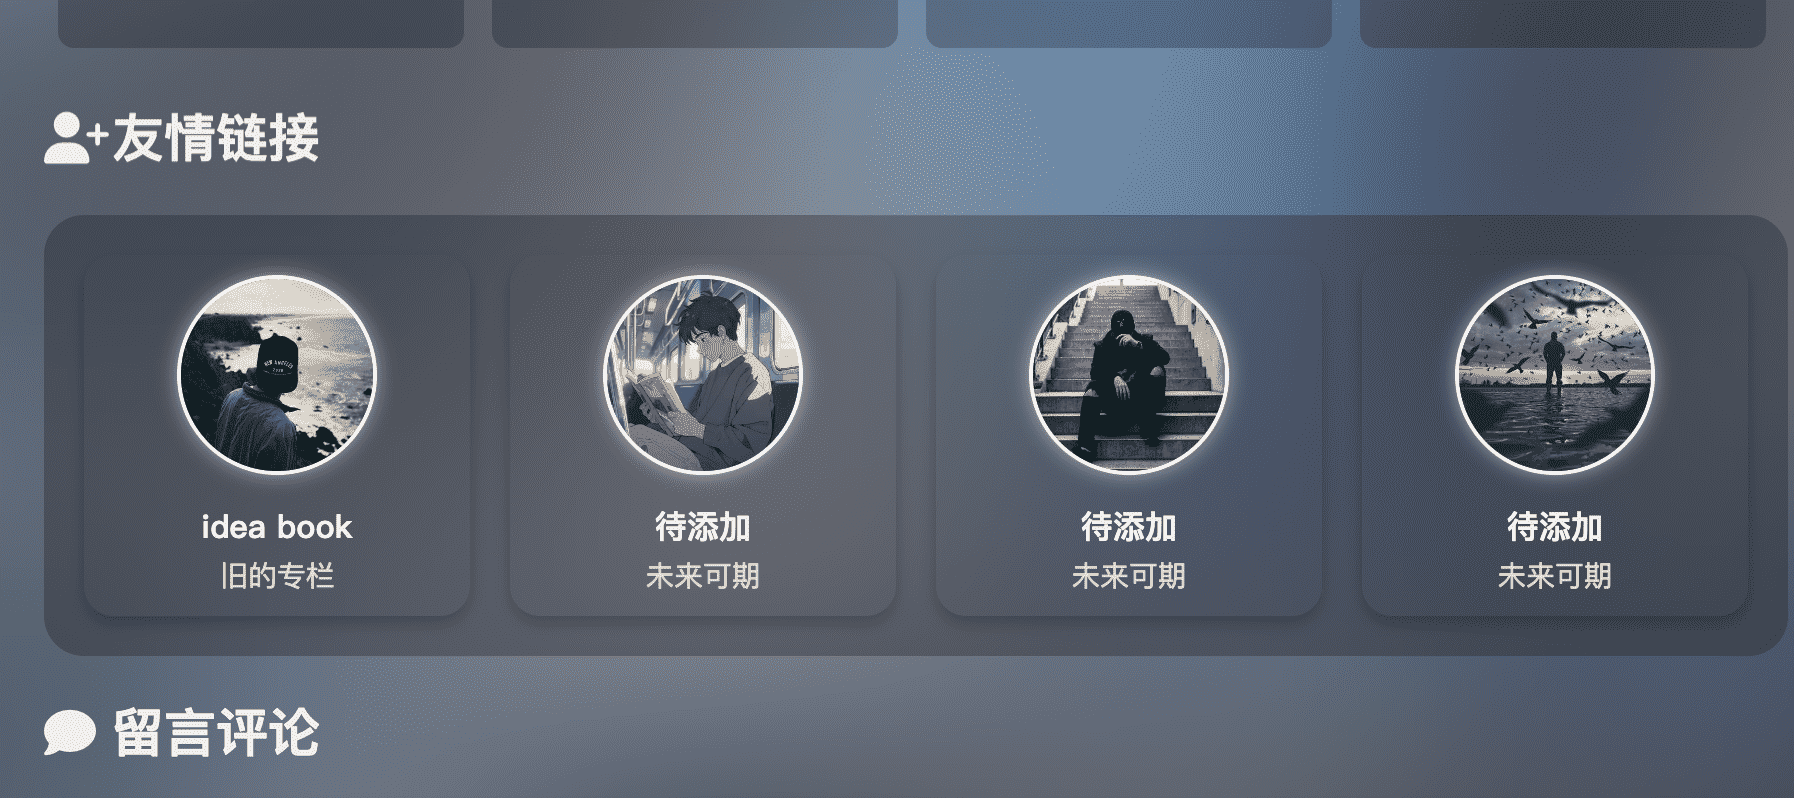 友情链接
idea book
旧的专栏
待添加
未来可期
待添加
未来可期
待添加
未来可期
留言评论